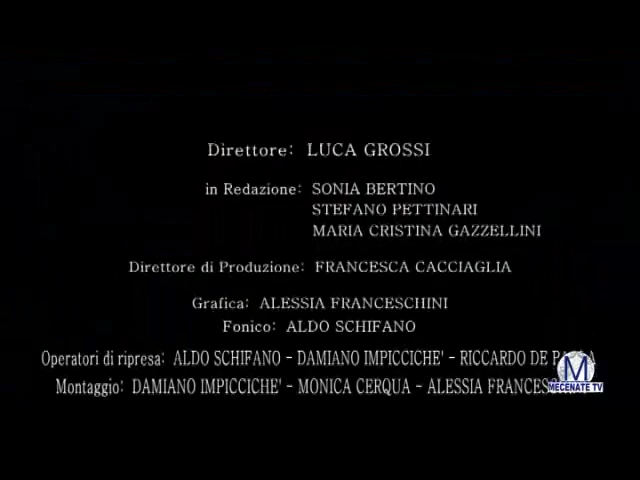 Direttore: LUCA GROSSI
in Redazione: SONIA BERTINO
STEFANO PETTINARI
MARIA CRISTINA GAZZELLINI
Direttore di Produzione: FRANCESCA CACCIAGLIA
Grafica: ALESSIA FRANCESCHINI
Fonico: ALDO SCHIFANO
Operatori di ripresa: ALDO SCHIFANO - DAMIANO IMPICCICHE' - RICCARDO DE
Montaggio: DAMIANO IMPICCICHE' - MONICA CERQUA - ALESSIA
M
MECENATE TV